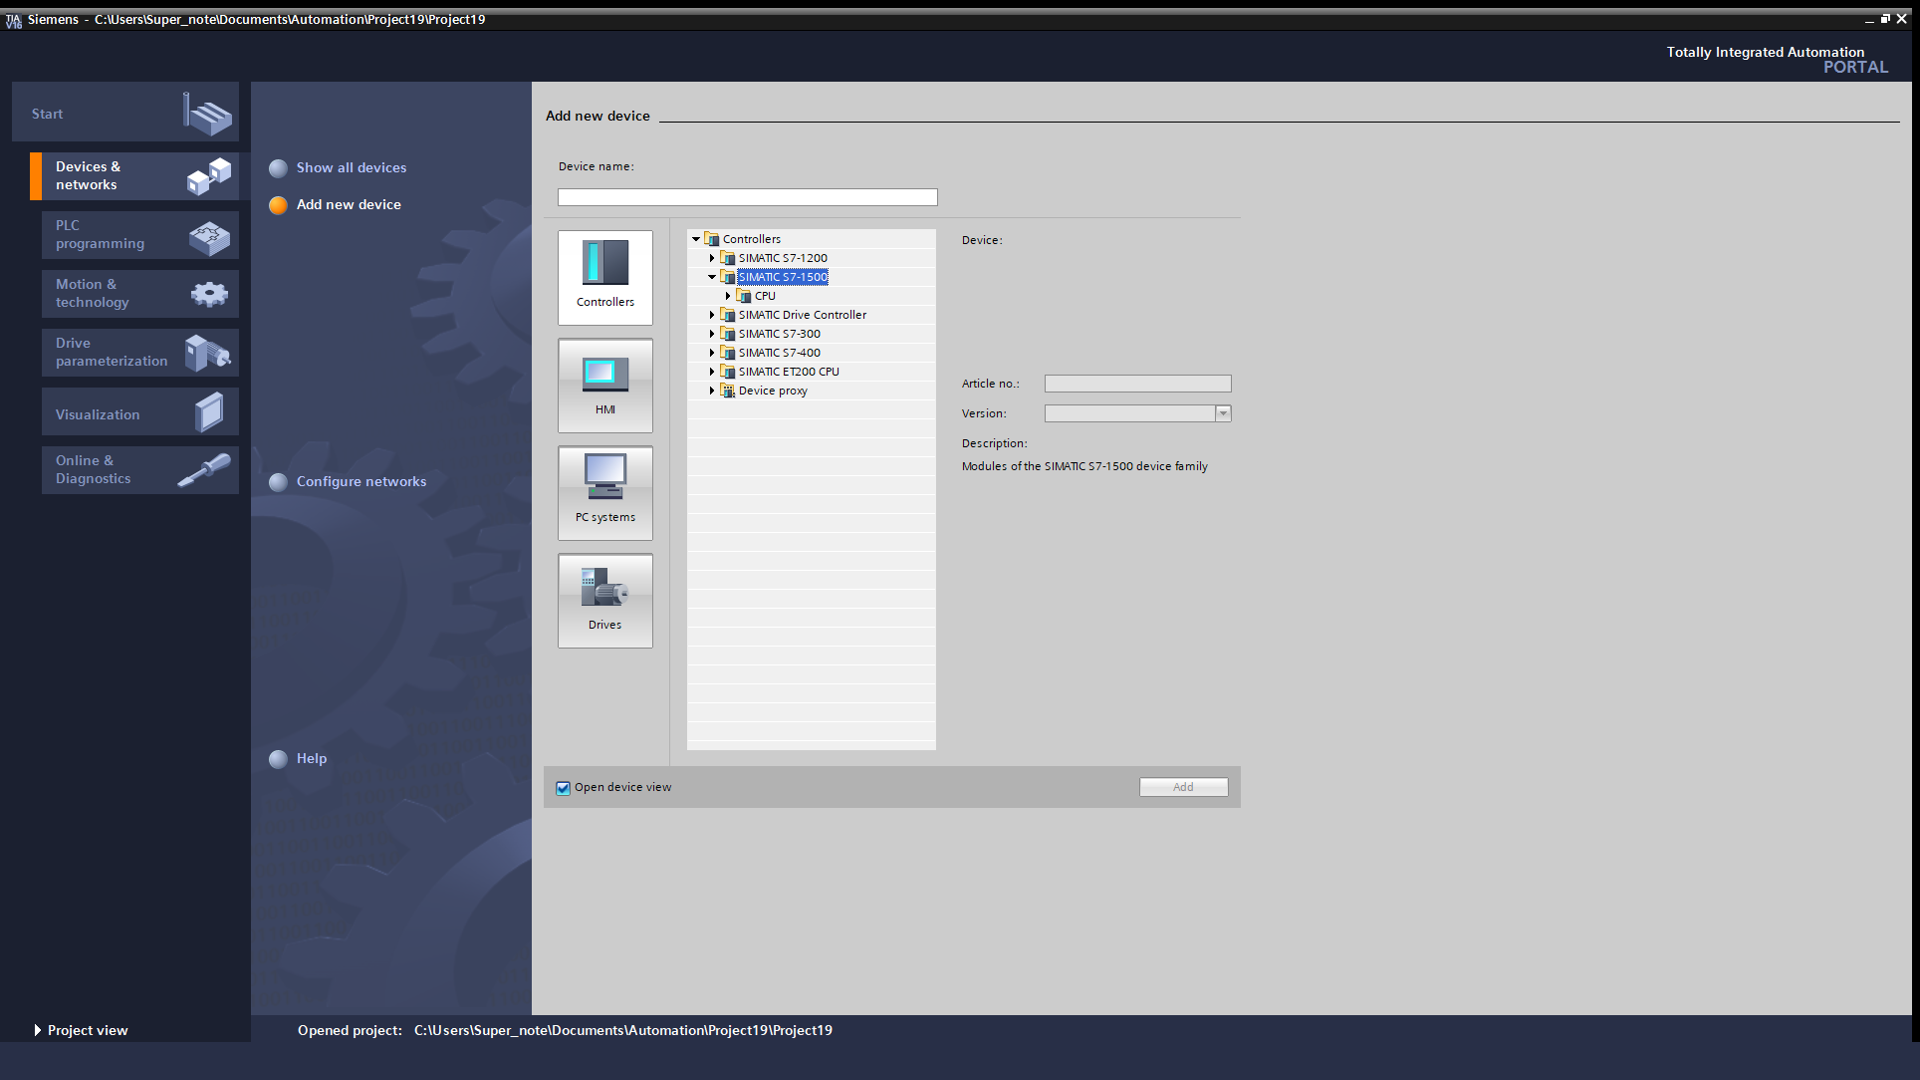 Siemens - C:\Users\Super_note\Documents\Automation\Project19\Project19
Totally Integrated Automation
PORTAL
Start
Devices &
networks
PLC
programming
Motion &
technology
Drive
parameterization
Visualization
Online &
Diagnostics
Show all devices
Add new device
Configure networks
Help
Add new device
Device name:
Controllers
HMI
PC systems
Drives
Controllers
SIMATIC S7-1200
SIMATIC S7-1500
CPU
SIMATIC Drive Controller
SIMATIC S7-300
SIMATIC S7-400
SIMATIC ET200 CPU
Device proxy
Device:
Article no.:
Version:
Description:
Modules of the SIMATIC S7-1500 device family
Open device view
Add
Project view
Opened project: C:\Users\Super_note\Documents\Automation\Project19\Project19